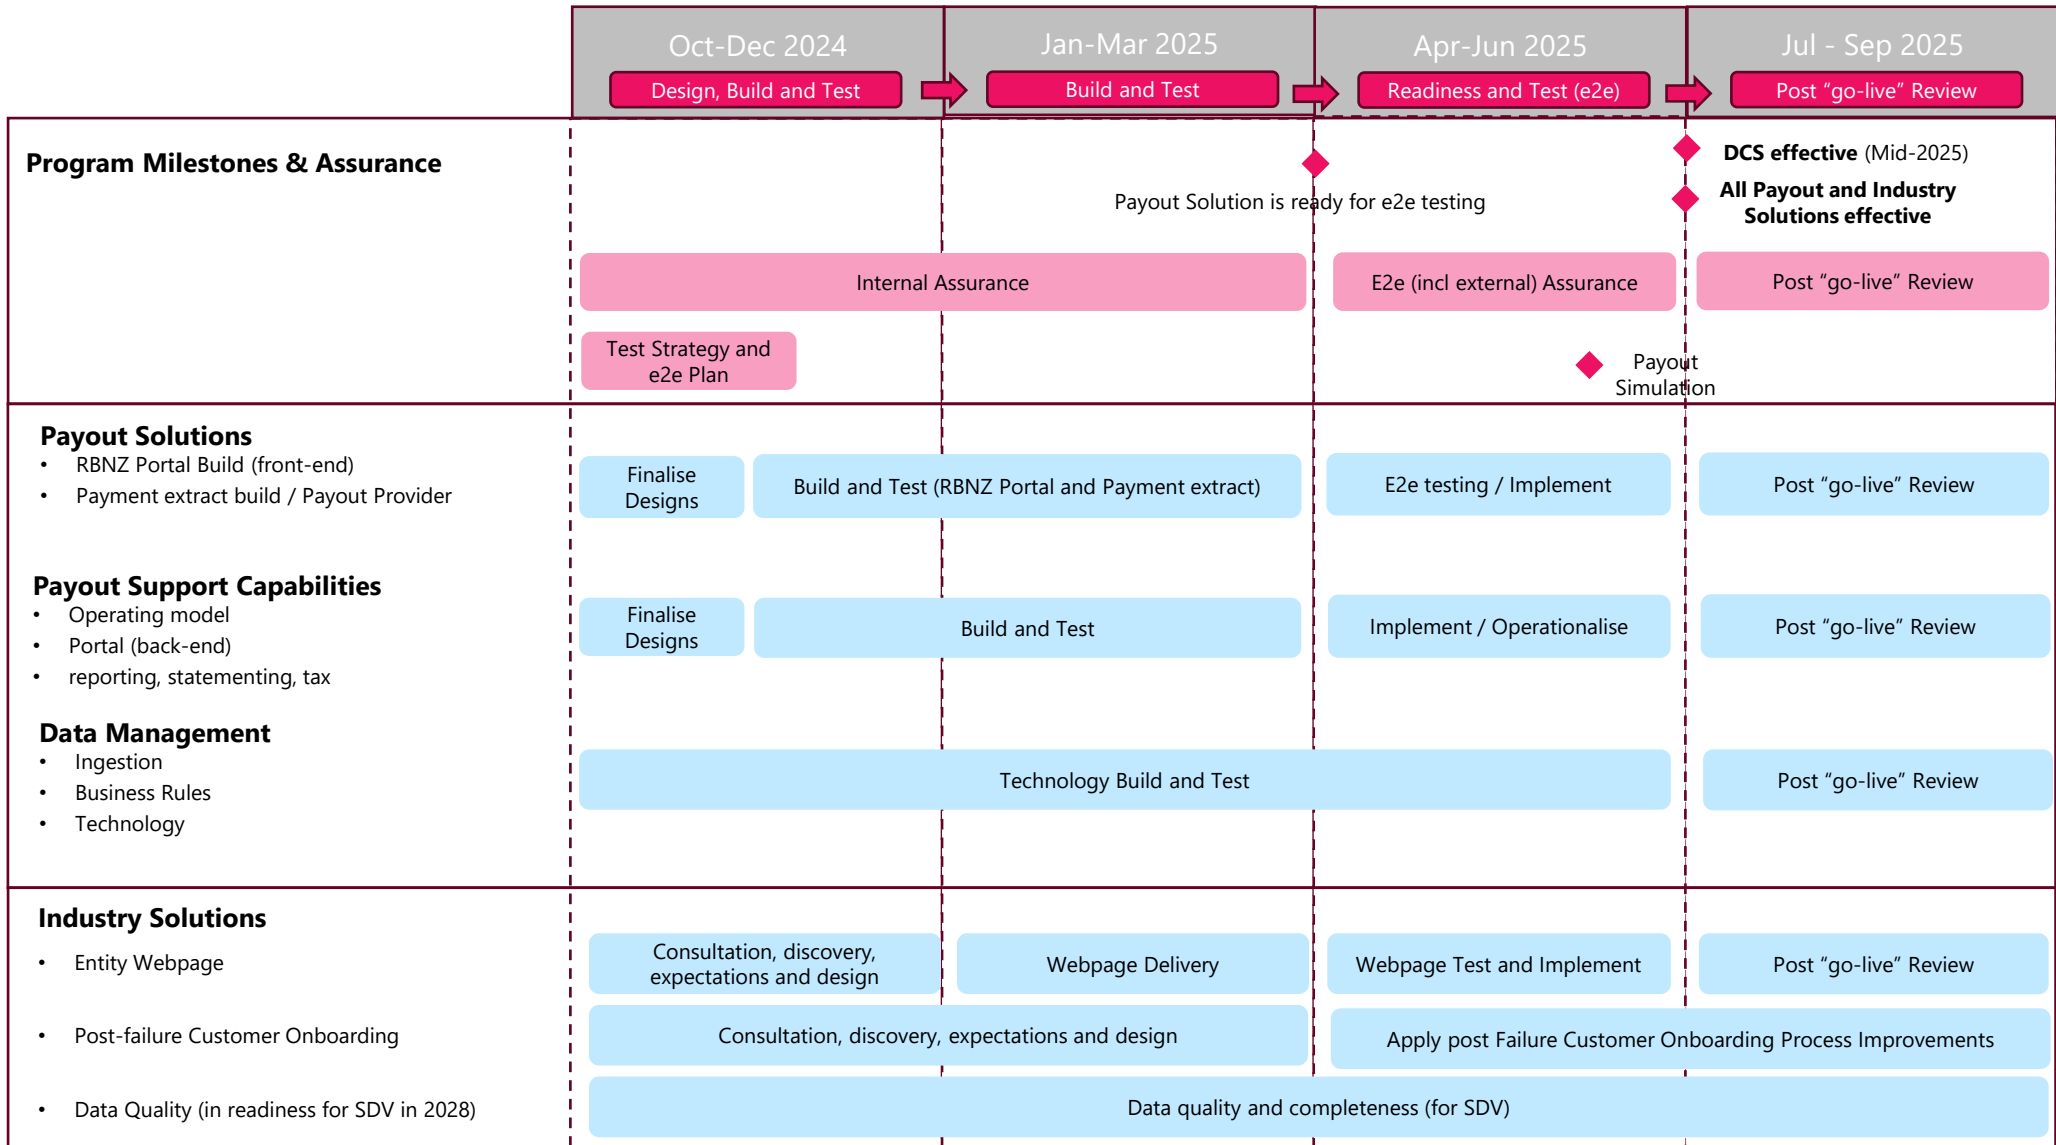 Oct-Dec 2024
Jan-Mar 2025
Apr-Jun 2025
Jul - Sep 2025
Design, Build and Test
Build and Test
Readiness and Test (e2e)
Post “go-live” Review
Program Milestones & Assurance
Payout Solution is ready for e2e testing
DCS effective (Mid-2025)
All Payout and Industry
Solutions effective
Internal Assurance
E2e (incl external) Assurance
Post “go-live” Review
Test Strategy and
e2e Plan
Payout
Simulation
Payout Solutions
• RBNZ Portal Build (front-end)
• Payment extract build / Payout Provider
Finalise
Designs
Build and Test (RBNZ Portal and Payment extract)
E2e testing / Implement
Post “go-live” Review
Payout Support Capabilities
• Operating model
• Portal (back-end)
• reporting, statementing, tax
Finalise
Designs
Build and Test
Implement / Operationalise
Post “go-live” Review
Data Management
• Ingestion
• Business Rules
• Technology
Technology Build and Test
Post “go-live” Review
Industry Solutions
• Entity Webpage
Consultation, discovery,
expectations and design
Webpage Delivery
Webpage Test and Implement
Post “go-live” Review
• Post-failure Customer Onboarding
Consultation, discovery, expectations and design
Apply post Failure Customer Onboarding Process Improvements
• Data Quality (in readiness for SDV in 2028)
Data quality and completeness (for SDV)